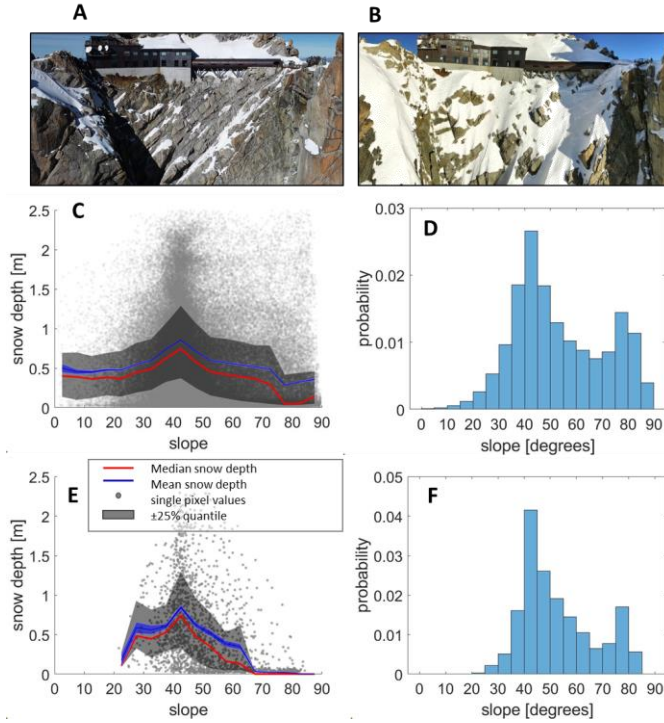 A
B
C
2.5
2
1.5
1
0.5
0
snow depth [m]
0 10 20 30 40 50 60 70 80 90
slope
D
0.03
0.02
0.01
0
probability
0 10 20 30 40 50 60 70 80 90
slope [degrees]
E
Median snow depth
Mean snow depth
single pixel values
±25% quantile
2.5
2
1.5
1
0.5
0
snow depth [m]
0 10 20 30 40 50 60 70 80 90
slope
F
0.05
0.04
0.03
0.02
0.01
0
probability
0 10 20 30 40 50 60 70 80 90
slope [degrees]